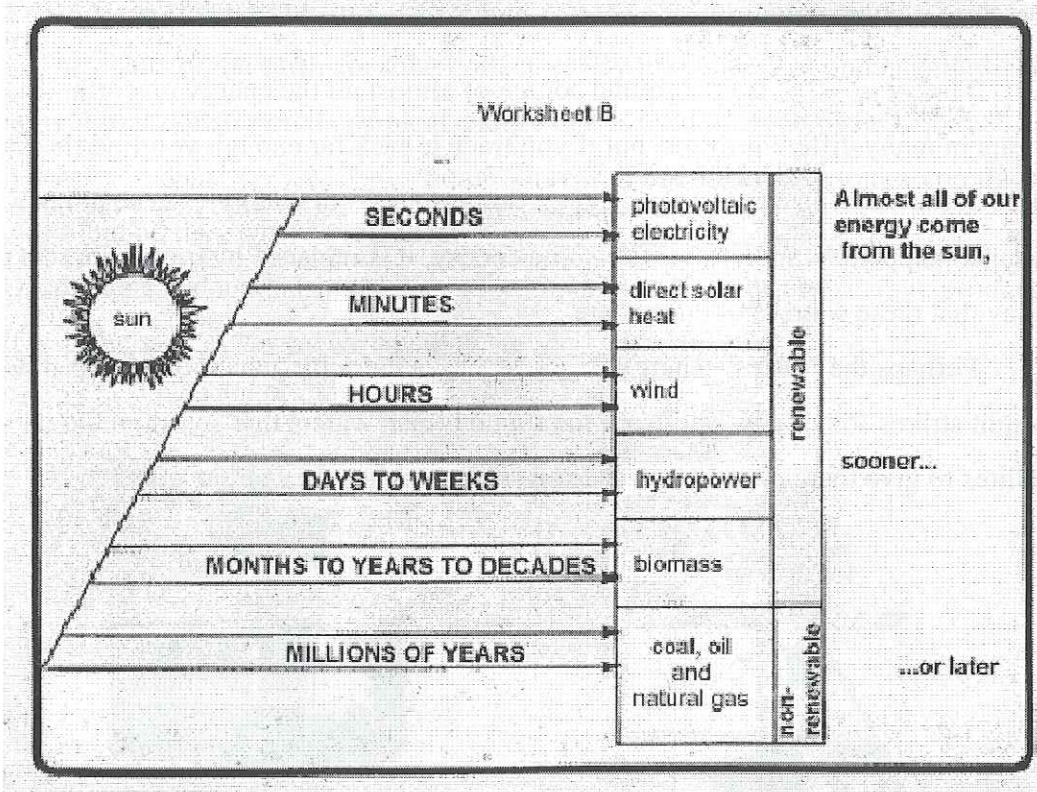 Worksheet B
SECONDS
MINUTES
HOURS
DAYS TO WEEKS
MONTHS TO YEARS TO DECADES
MILLIONS OF YEARS
sun
photovoltaic
electricity
direct solar
heat
wind
hydropower
biomass
coal, oil
and
natural gas
renewable
non-
renewable
Almost all of our
energy come
from the sun,
sooner...
...or later